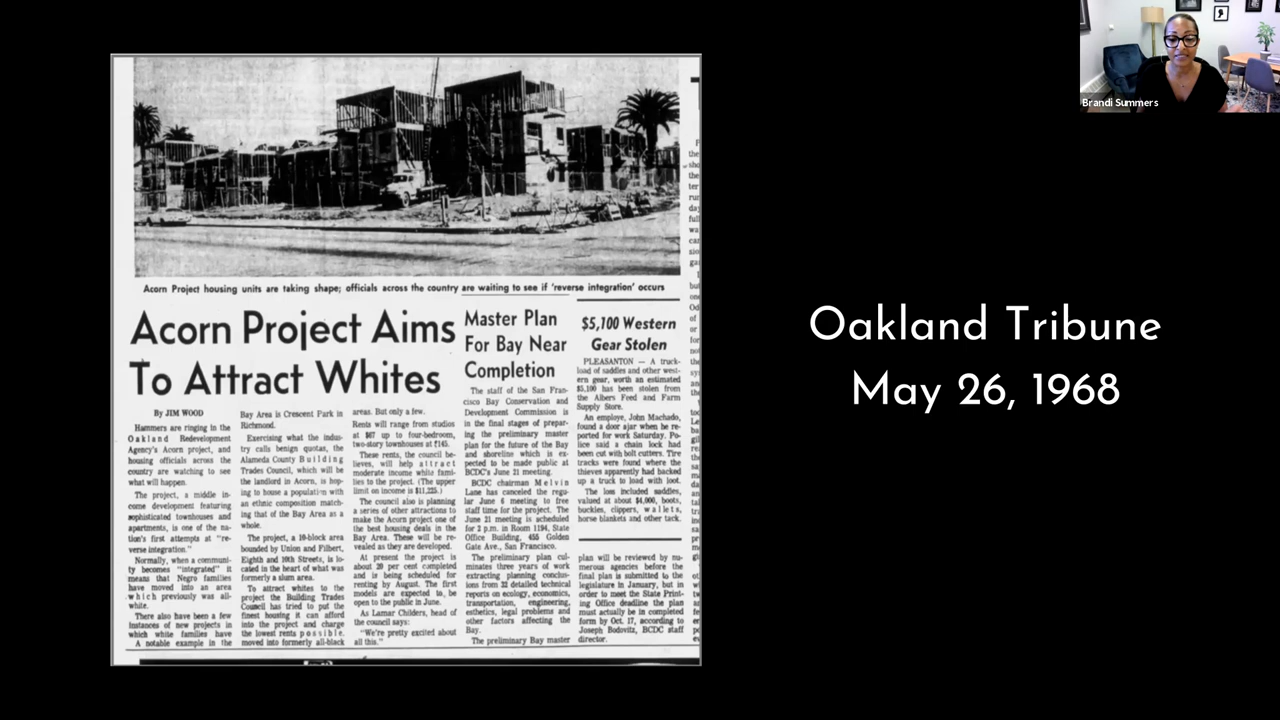 Brandi Summers
Acorn Project housing units are taking shape; officials across the country are waiting to see if 'reverse integration' occurs
Acorn Project Aims
To Attract Whites
By JIM WOOD
Hammers are ringing in the
Oakland Redevelopment
Agency's Acorn project, and
housing officials across the
country are watching to see
what will happen.
The project, a middle in-
come development featuring
sophisticated townhouses and
apartments, is one of the na-
tion's first attempts at "re-
verse integration."
Normally, when a communi-
ty becomes "integrated" it
means that Negro families
have moved into an area
which previously was all-
white.
There also have been a few
instances of new projects in
which white families have
A notable example in the
Bay Area is Crescent Park in
Richmond.
Exercising what the indus-
try calls benign quotas, the
Alameda County Building
Trades Council, which will be
the landlord in Acorn, is hop-
ing to house a population with
an ethnic composition match-
ing that of the Bay Area as a
whole.
The project, a 10-block area
bounded by Union and Filbert,
Eighth and 10th Streets, is lo-
cated in the heart of what was
formerly a slum area.
To attract whites to the
project the Building Trades
Council has tried to put the
finest housing it can afford
into the project and charge
the lowest rents possible.
moved into formerly all-black
areas. But only a few.
Rents will range from studios
at $67 up to four-bedroom,
two-story townhouses at $145.
These rents, the council be-
lieves, will help attract
moderate income white fami-
lies to the project. (The upper
limit on income is $11,225.)
The council also is planning
a series of other attractions to
make the Acorn project one of
the best housing deals in the
Bay Area. These will be re-
vealed as they are developed.
At present the project is
about 20 per cent completed
and is being scheduled for
renting by August. The first
models are expected to be
open to the public in June.
As Lamar Childers, head of
the council says:
"We're pretty excited about
all this."
Master Plan
For Bay Near
Completion
The staff of the San Fran-
cisco Bay Conservation and
Development Commission is
in the final stages of prepar-
ing the preliminary master
plan for the future of the Bay
and shoreline which is ex-
pected to be made public at
BCDC's June 21 meeting.
BCDC chairman Melvin
Lane has canceled the regu-
lar June 6 meeting to free
staff time for the project. The
June 21 meeting is scheduled
for 2 p.m. in Room 1194, State
Office Building, 455 Golden
Gate Ave., San Francisco.
The preliminary plan cul-
minates three years of work
extracting planning conclu-
sions from 22 detailed technical
reports on ecology, economics,
transportation, engineering,
esthetics, legal problems and
other factors affecting the
Bay.
The preliminary Bay master
$5,100 Western
Gear Stolen
PLEASANTON — A truck-
load of saddles and other west-
ern gear, worth an estimated
$5,100 has been stolen from
the Albers Feed and Farm
Supply Store.
An employe, John Machado,
found a door ajar when he re-
ported for work Saturday. Po-
lice said a chain lock had
been cut with bolt cutters. Tire
tracks were found where the
thieves apparently had backed
up a truck to load with loot.
The loss included saddles,
valued at about $4,000, boots,
buckles, clippers, wallets,
horse blankets and other tack.
plan will be reviewed by nu-
merous agencies before the
final plan is submitted to the
legislature in January, but in
order to meet the State Print-
ing Office deadline the plan
must actually be in completed
form by Oct. 17, according to
Joseph Bodovitz, BCDC staff
director.
Oakland Tribune
May 26, 1968